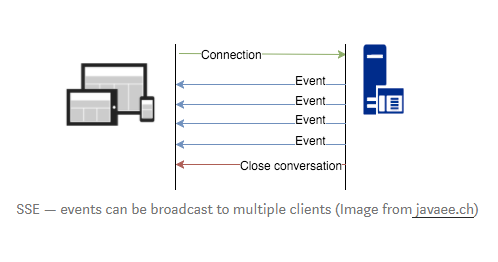 Connection
Event
Event
Event
Event
Close conversation
SSE — events can be broadcast to multiple clients (Image from javaee.ch)